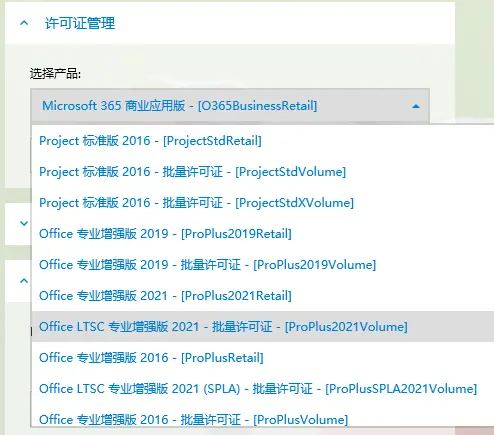 许可证管理
选择产品:
Microsoft 365 商业应用版 - [O365BusinessRetail]
Project 标准版 2016 - [ProjectStdRetail]
Project 标准版 2016 - 批量许可证 - [ProjectStdVolume]
Project 标准版 2016 - 批量许可证 - [ProjectStdXVolume]
Office 专业增强版 2019 - [ProPlus2019Retail]
Office 专业增强版 2019 - 批量许可证 - [ProPlus2019Volume]
Office 专业增强版 2021 - [ProPlus2021Retail]
Office LTSC 专业增强版 2021 - 批量许可证 - [ProPlus2021Volume]
Office 专业增强版 2016 - [ProPlusRetail]
Office LTSC 专业增强版 2021 (SPLA) - 批量许可证 - [ProPlusSPLA2021Volume]
Office 专业增强版 2016 - 批量许可证 - [ProPlusVolume]